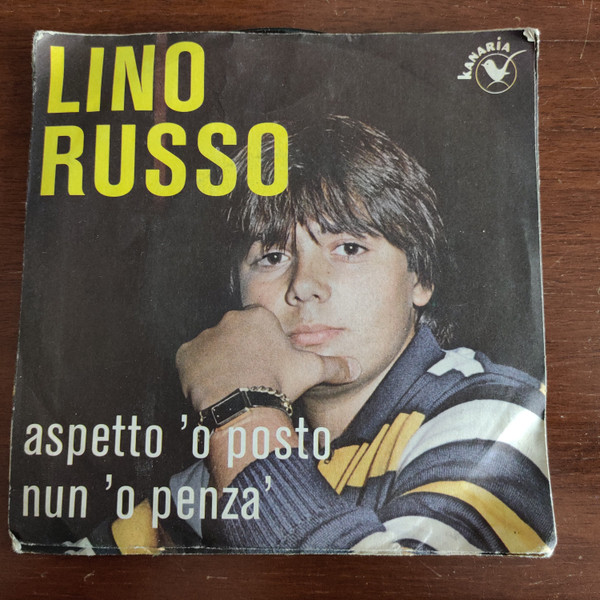 LINO
RUSSO
KANARIA
aspetto 'o posto
nun 'o penza'